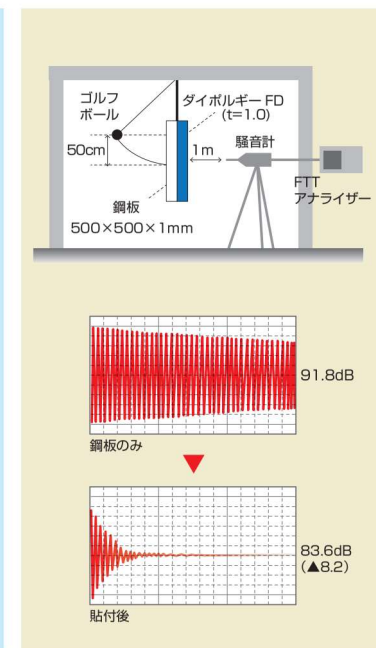 ゴルフ
ボール
ダイポルギーFD
(t=1.0)
50cm
1m
騒音計
鋼板
500×500×1mm
FTT
アナライザー
91.8dB
鋼板のみ
83.6dB
(▲8.2)
貼付後